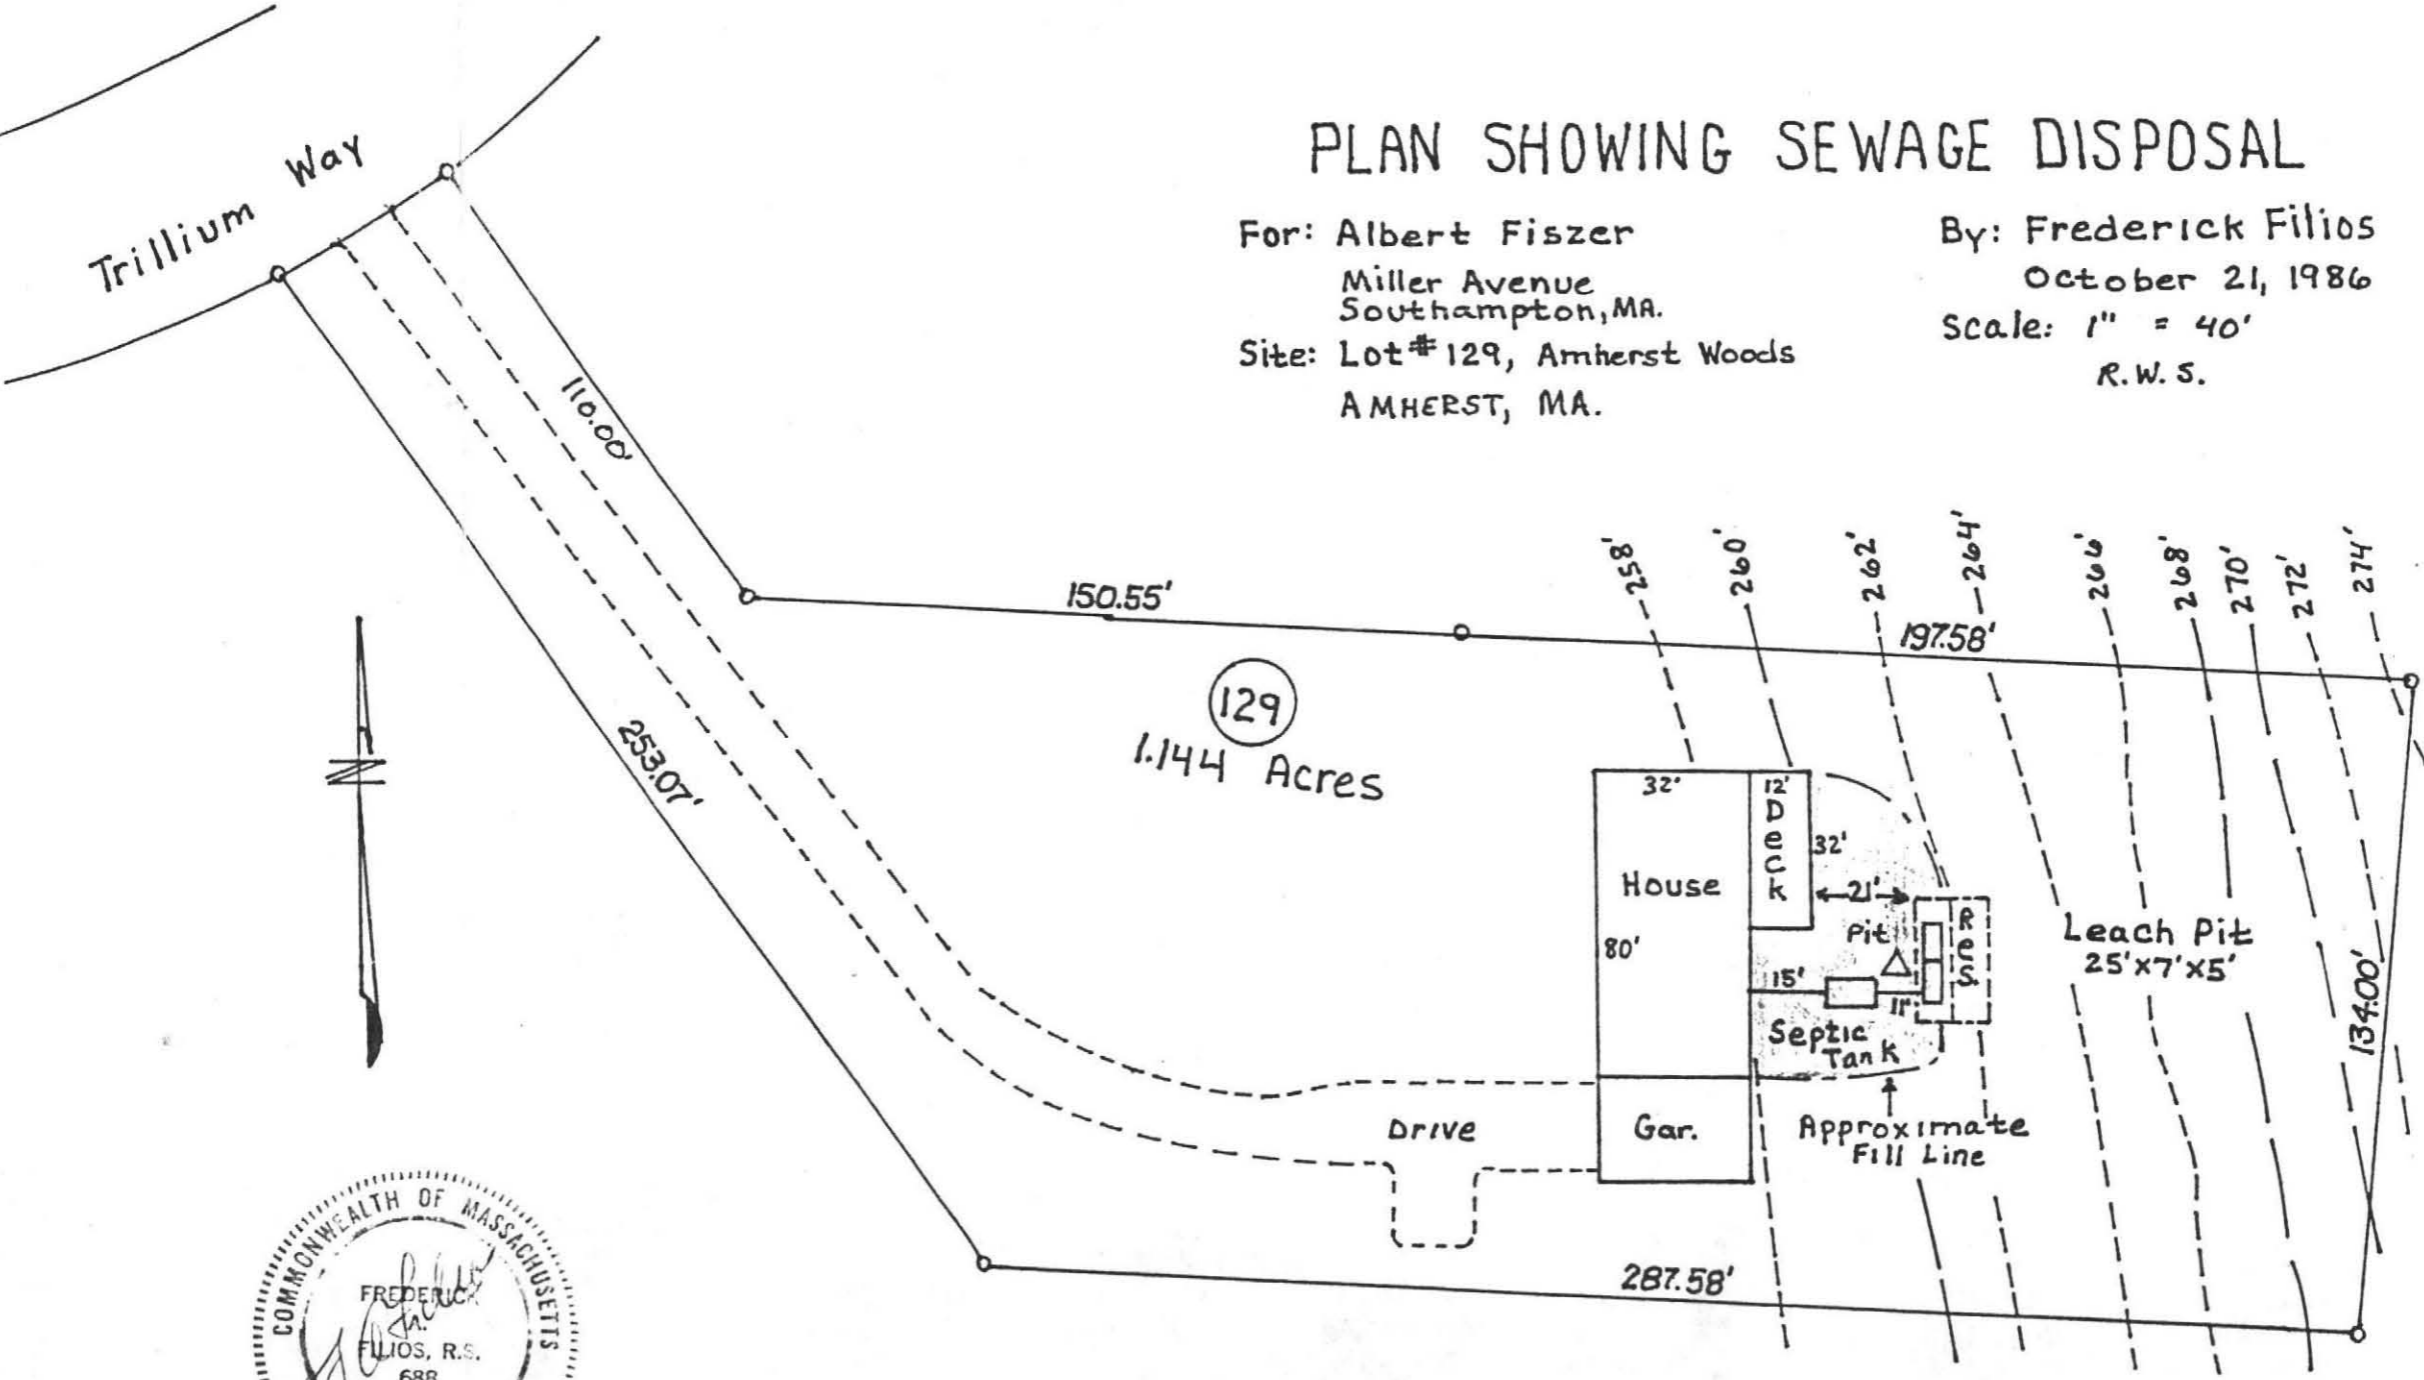 PLAN SHOWING SEWAGE DISPOSAL
For: Albert Fiszer
Miller Avenue
Southampton, MA.
Site: Lot #129, Amherst Woods
AMHERST, MA.
By: Frederick Filios
October 21, 1986
Scale: 1" = 40'
R.W.S.
Trillium Way
110.00'
150.55'
197.58'
253.07'
134.00'
287.58'
258'
260'
262'
264'
266'
268'
270'
272'
274'
129
1.144 Acres
N
32'
12'
Deck
32'
House
80'
21'
Pit
Res.
15'
11'
Septic
Tank
Leach Pit
25'x7'x5'
Drive
Gar.
Approximate
Fill Line
COMMONWEALTH OF MASSACHUSETTS
FREDERICK
FILIOS, R.S.
688